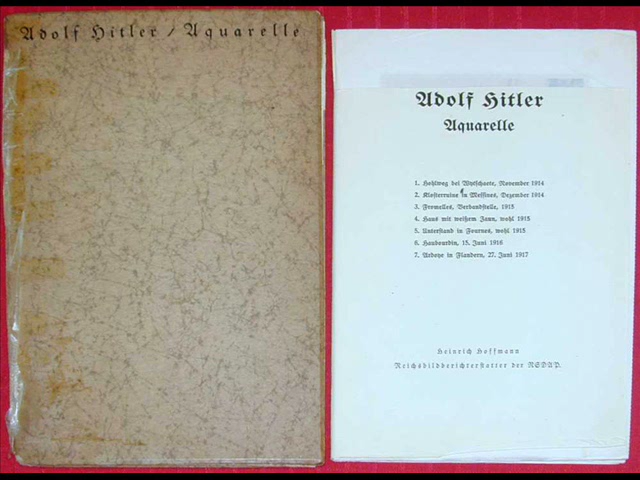 Adolf Hitler / Aquarelle
Adolf Hitler
Aquarelle
1. Hohlweg bei Wytschaete, November 1914
2. Klosterruine in Messines, Dezember 1914
3. Fromelles, Verbandstelle, 1915
4. Haus mit weißem Zaun, wohl 1915
5. Unterstand in Fournes, wohl 1915
6. Haubourdin, 15. Juni 1916
7. Ardoye in Flandern, 27. Juni 1917
Heinrich Hoffmann
Reichsbildberichterstatter der NSDAP.